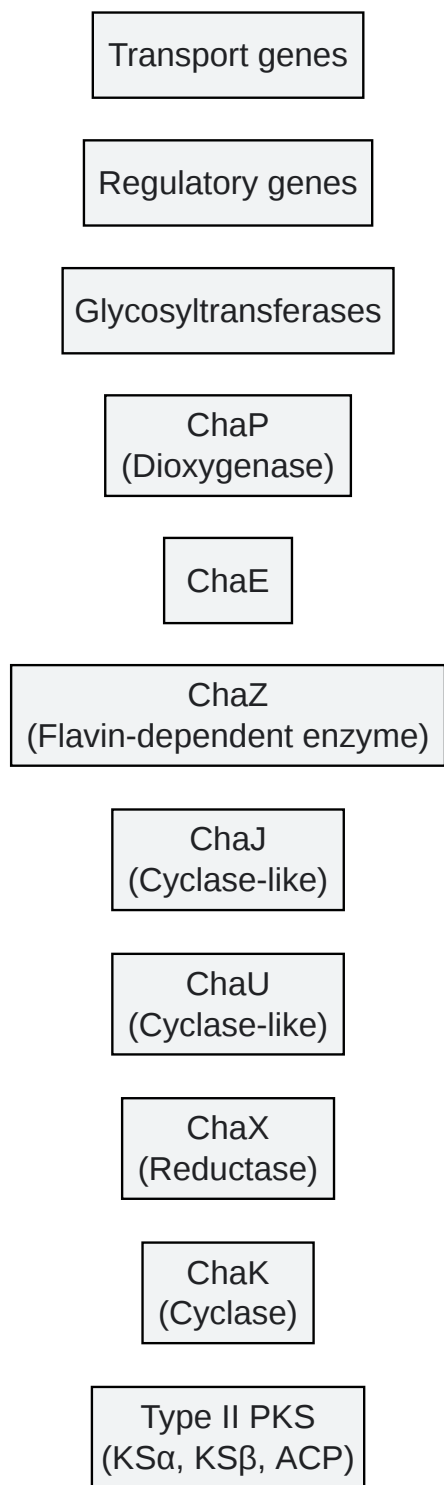 Transport genes
Regulatory genes
Glycosyltransferases
ChaP
(Dioxygenase)
ChaE
ChaZ
(Flavin-dependent enzyme)
ChaJ
(Cyclase-like)
ChaU
(Cyclase-like)
ChaX
(Reductase)
ChaK
(Cyclase)
Type II PKS
(KSα, KSβ, ACP)